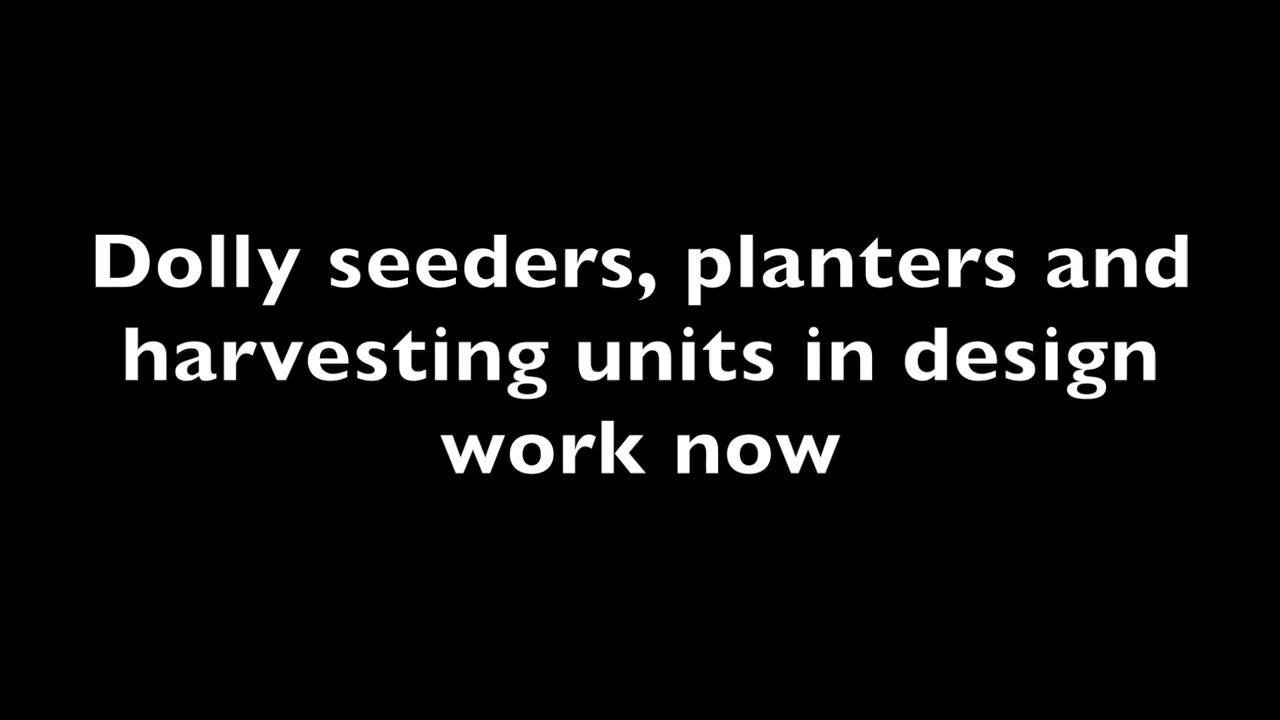 Dolly seeders, planters and
harvesting units in design
work now